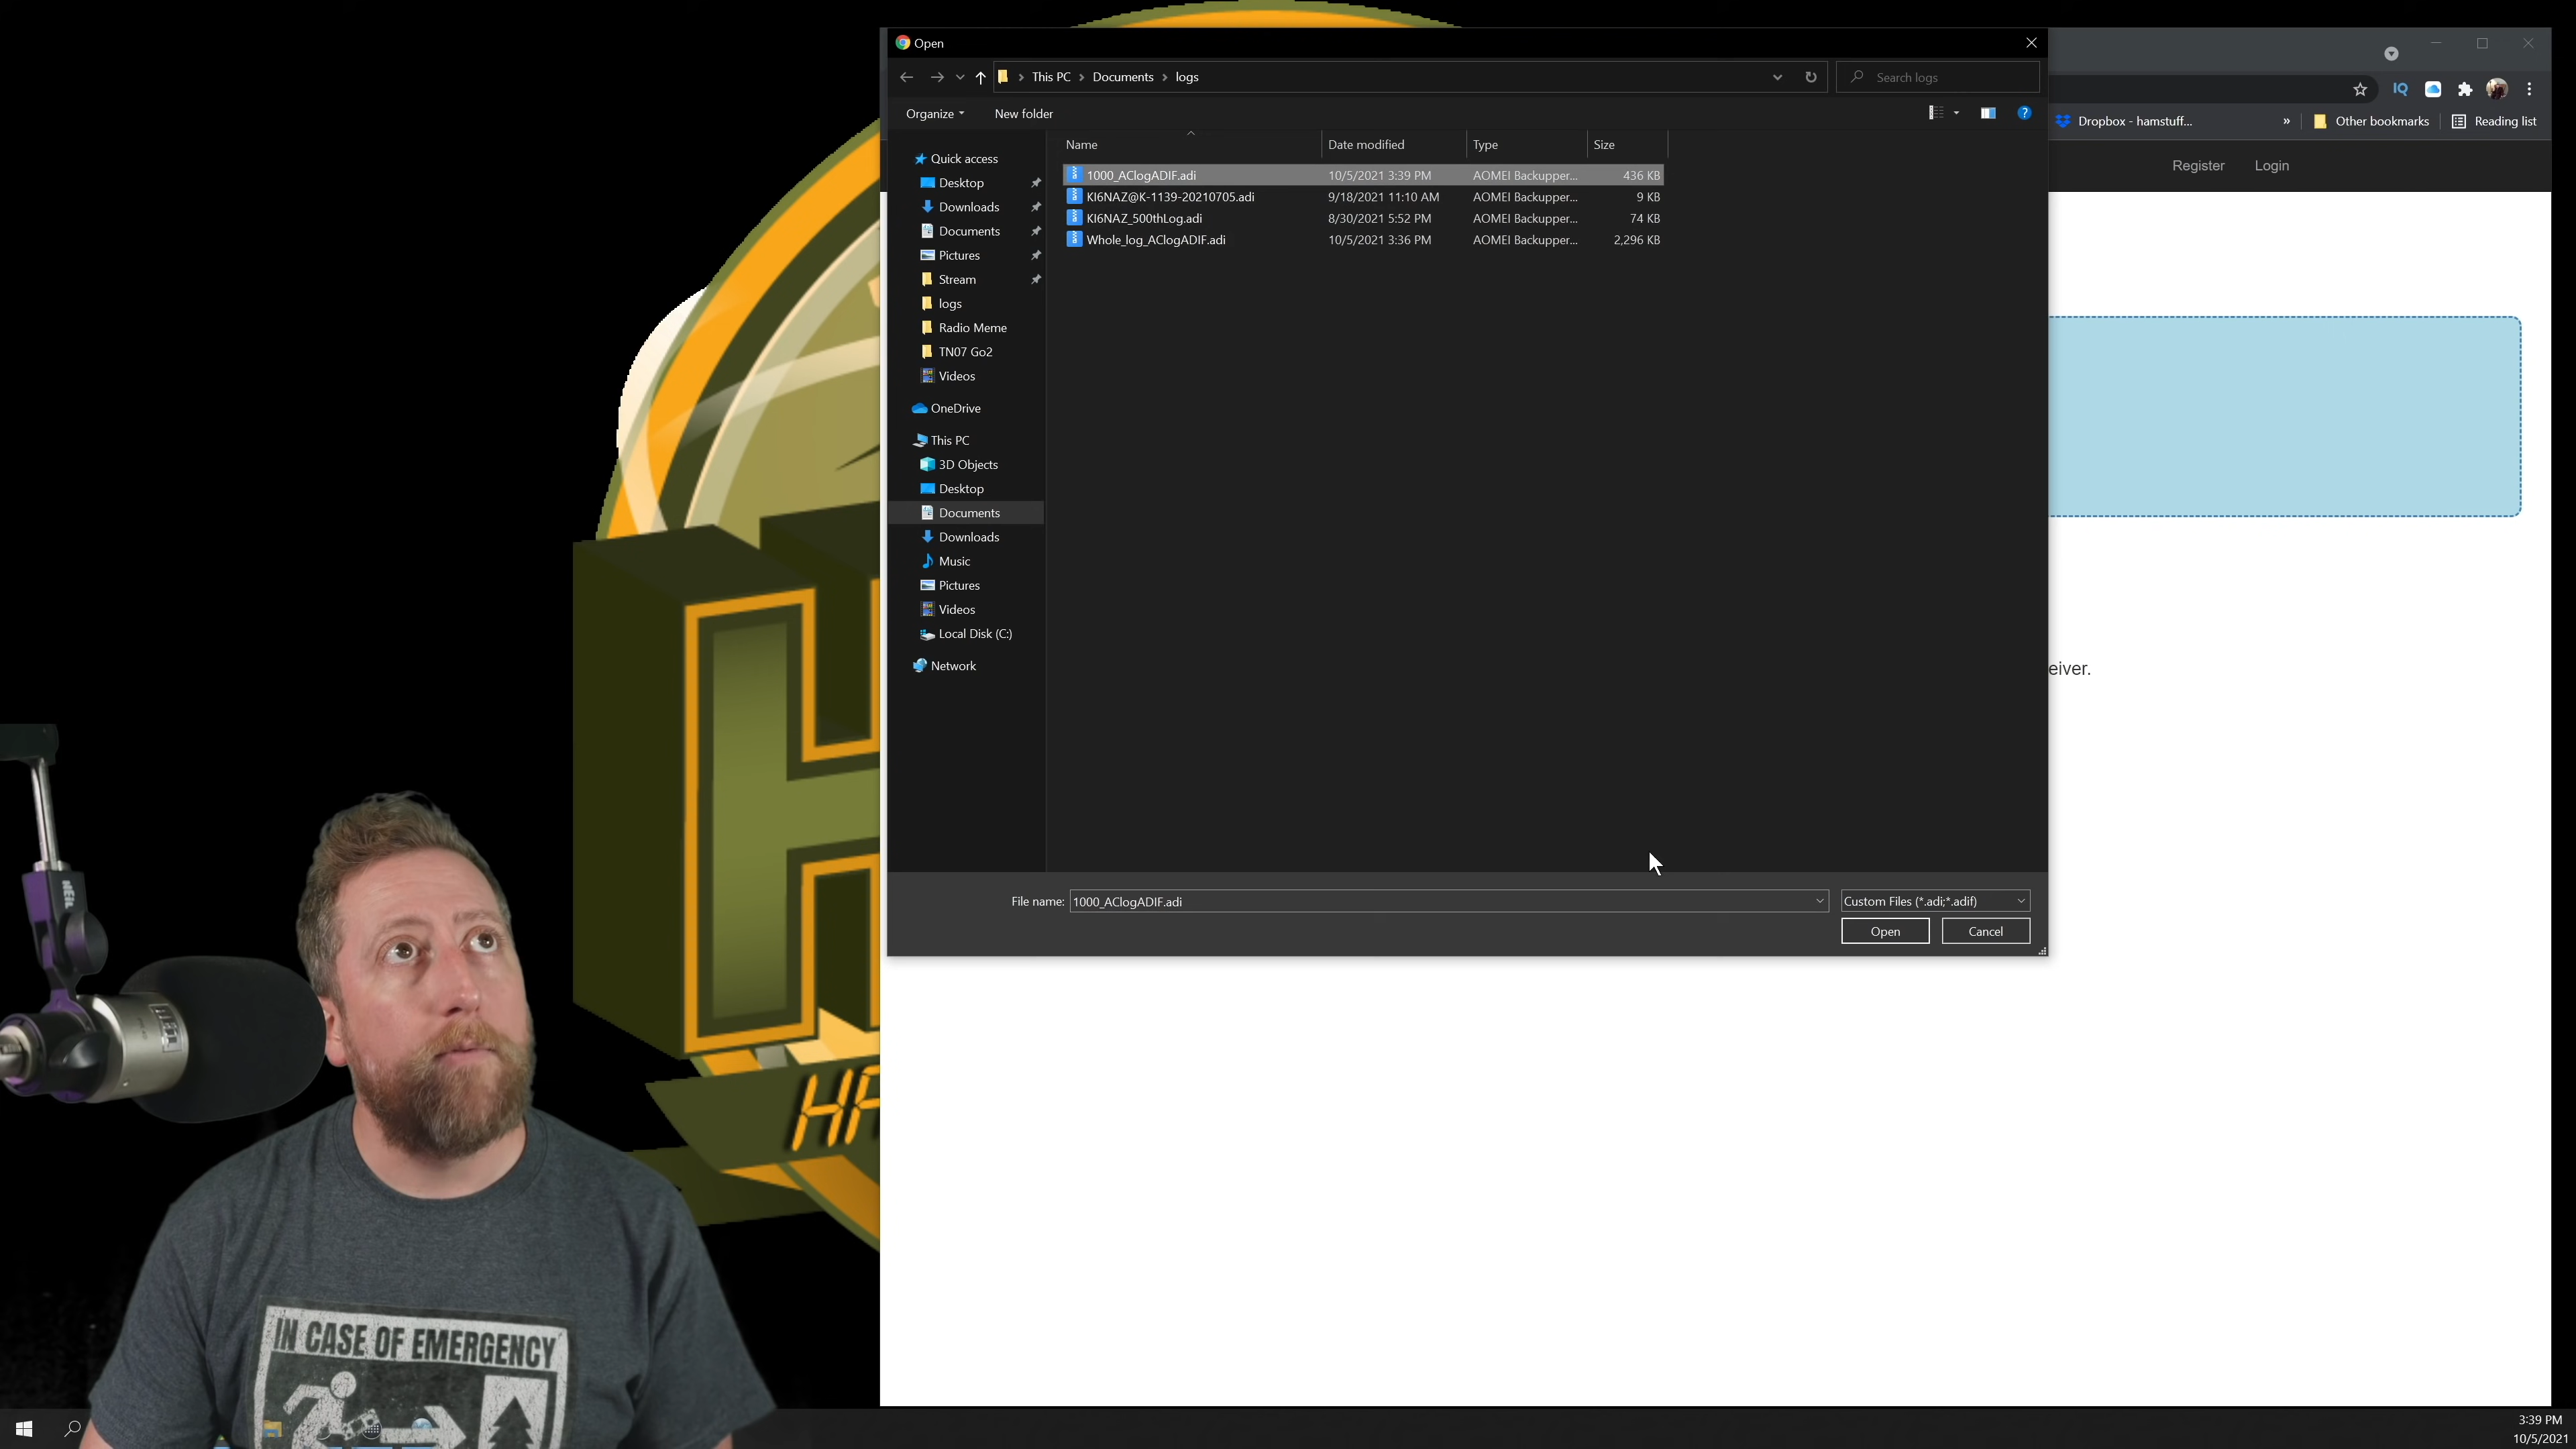 Open
This PC > Documents > logs
Search logs
Organize
New folder
Dropbox - hamstuff...
»
Other bookmarks
Reading list
Register
Login
Name
Date modified
Type
Size
1000_AClogADIF.adi 10/5/2021 3:39 PM AOMEI Backupper... 436 KB
KI6NAZ@K-1139-20210705.adi 9/18/2021 11:10 AM AOMEI Backupper... 9 KB
KI6NAZ_500thLog.adi 8/30/2021 5:52 PM AOMEI Backupper... 74 KB
Whole_log_AClogADIF.adi 10/5/2021 3:36 PM AOMEI Backupper... 2,296 KB
Quick access
Desktop
Downloads
Documents
Pictures
Stream
logs
Radio Meme
TN07 Go2
Videos
OneDrive
This PC
3D Objects
Desktop
Documents
Downloads
Music
Pictures
Videos
Local Disk (C:)
Network
eiver.
File name: 1000_AClogADIF.adi
Custom Files (*.adi;*.adif)
Open
Cancel
IQ
H
HEIL
IN CASE OF EMERGENCY
3:39 PM
10/5/2021